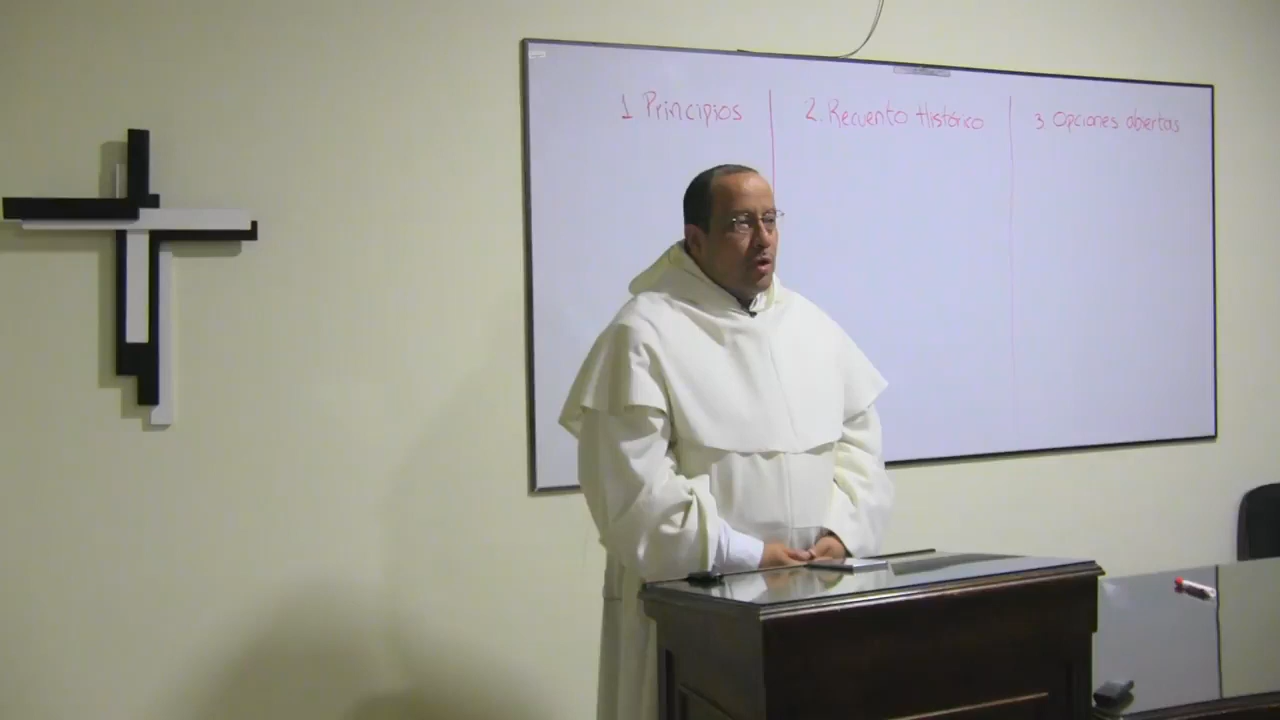 1 Principios
2. Recuento Histórico
3. Opciones abiertas